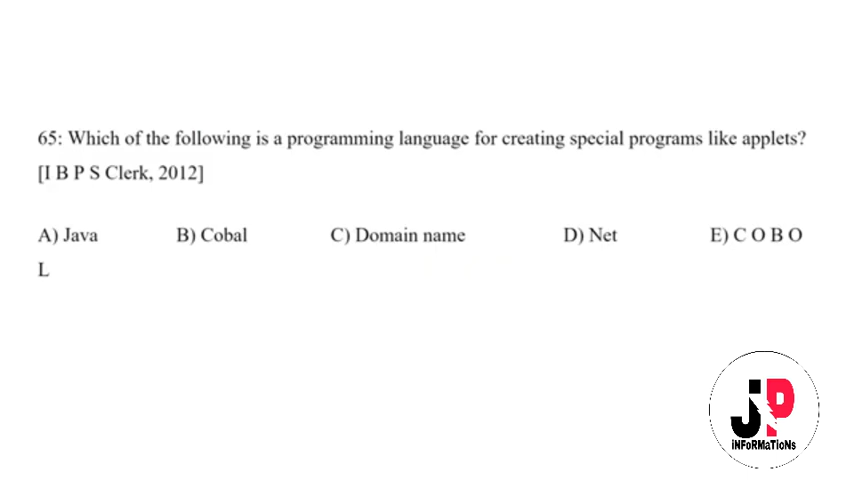 65: Which of the following is a programming language for creating special programs like applets?
[I B P S Clerk, 2012]
A) Java B) Cobal C) Domain name D) Net E) C O B O
L
JP
iNFoRMaTioNs